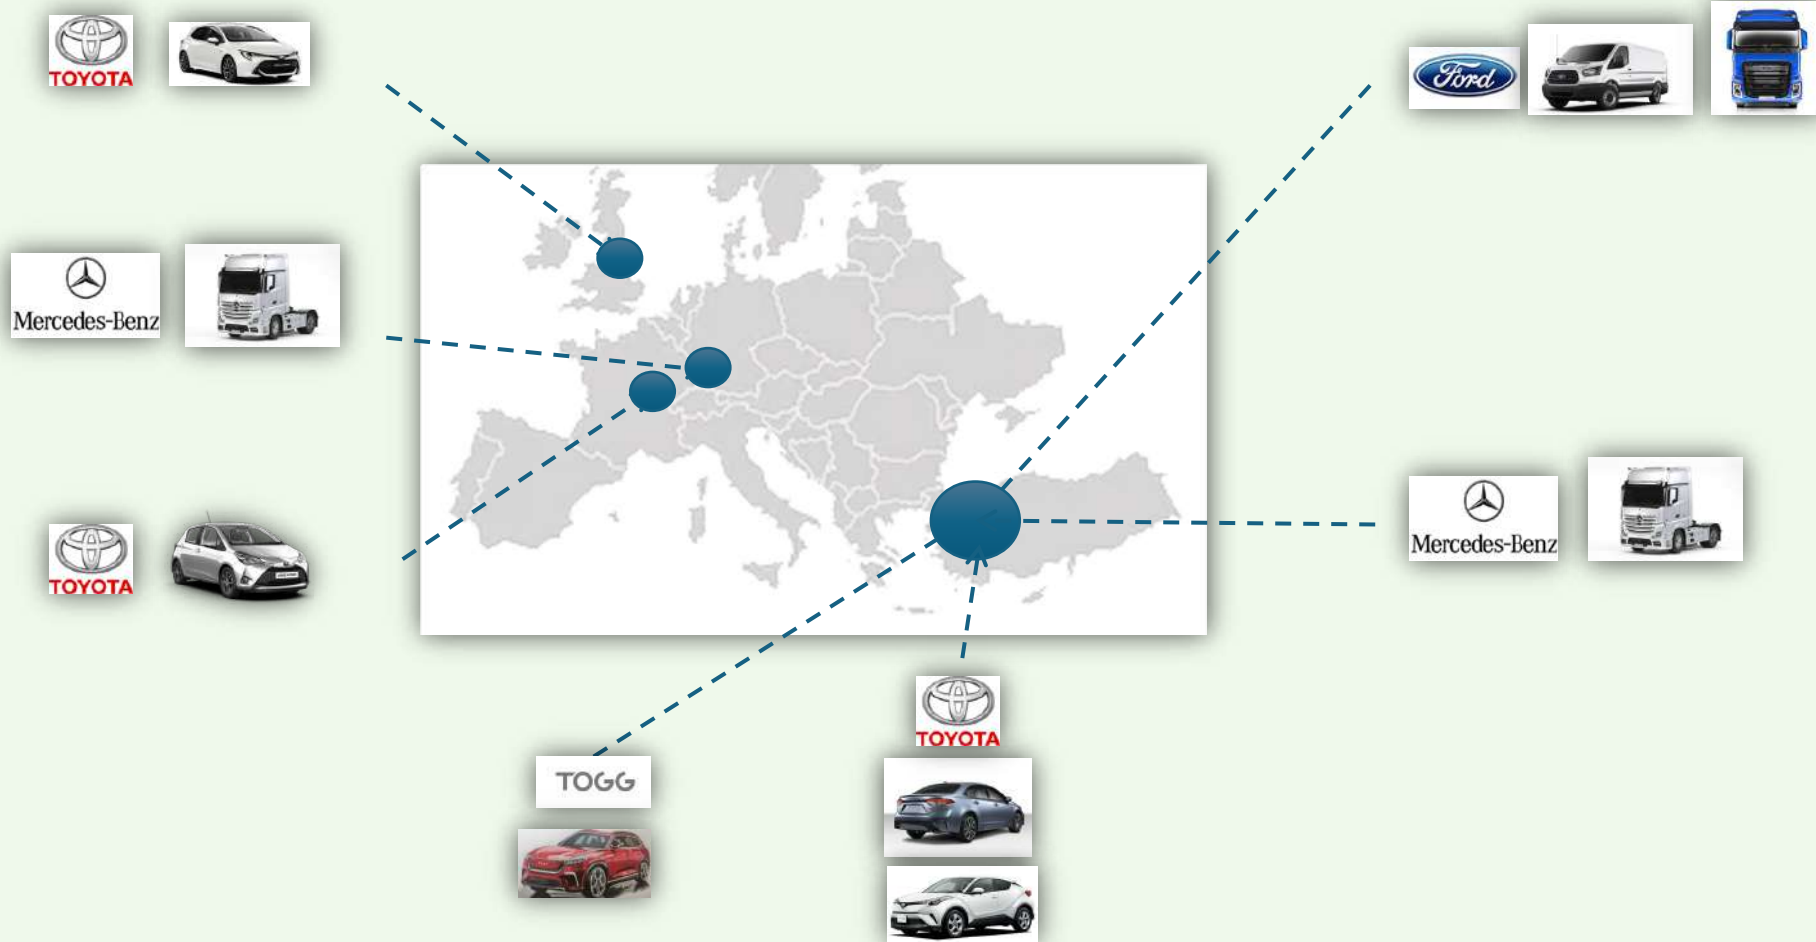 TOYOTA
Ford
Mercedes-Benz
Mercedes-Benz
TOYOTA
TOYOTA
TOGG